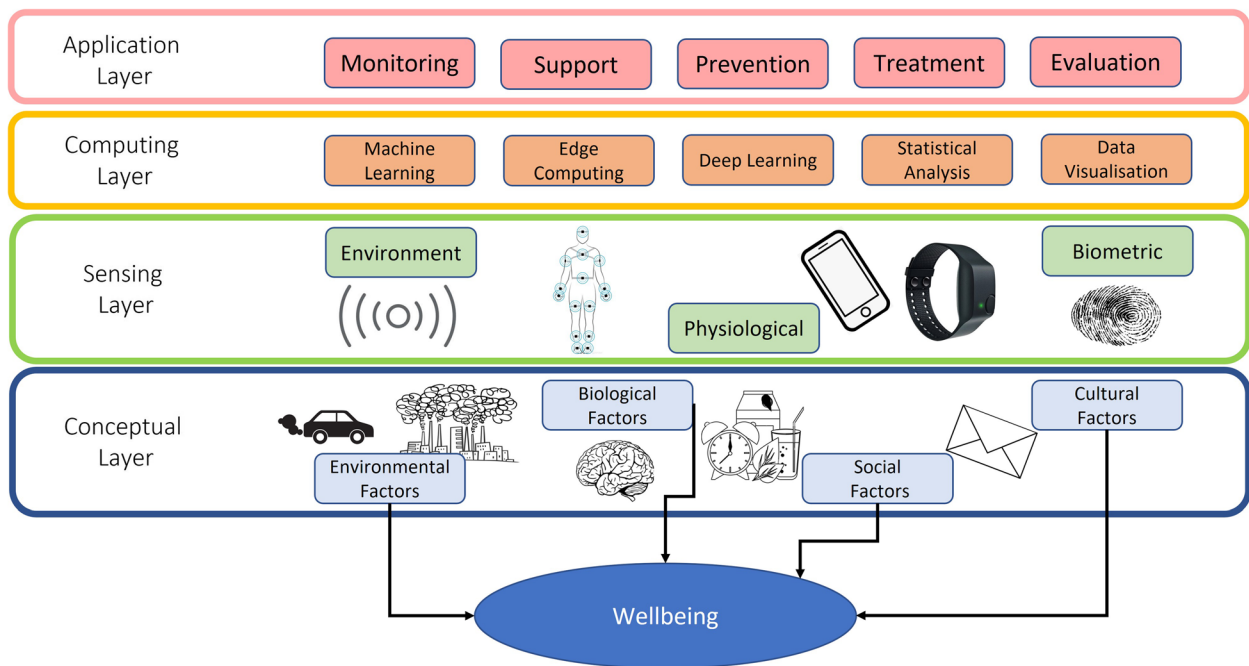 Application
Layer
Monitoring
Support
Prevention
Treatment
Evaluation
Computing
Layer
Machine
Learning
Edge
Computing
Deep Learning
Statistical
Analysis
Data
Visualisation
Sensing
Layer
Environment
Physiological
Biometric
Conceptual
Layer
Environmental
Factors
Biological
Factors
Social
Factors
Cultural
Factors
Wellbeing